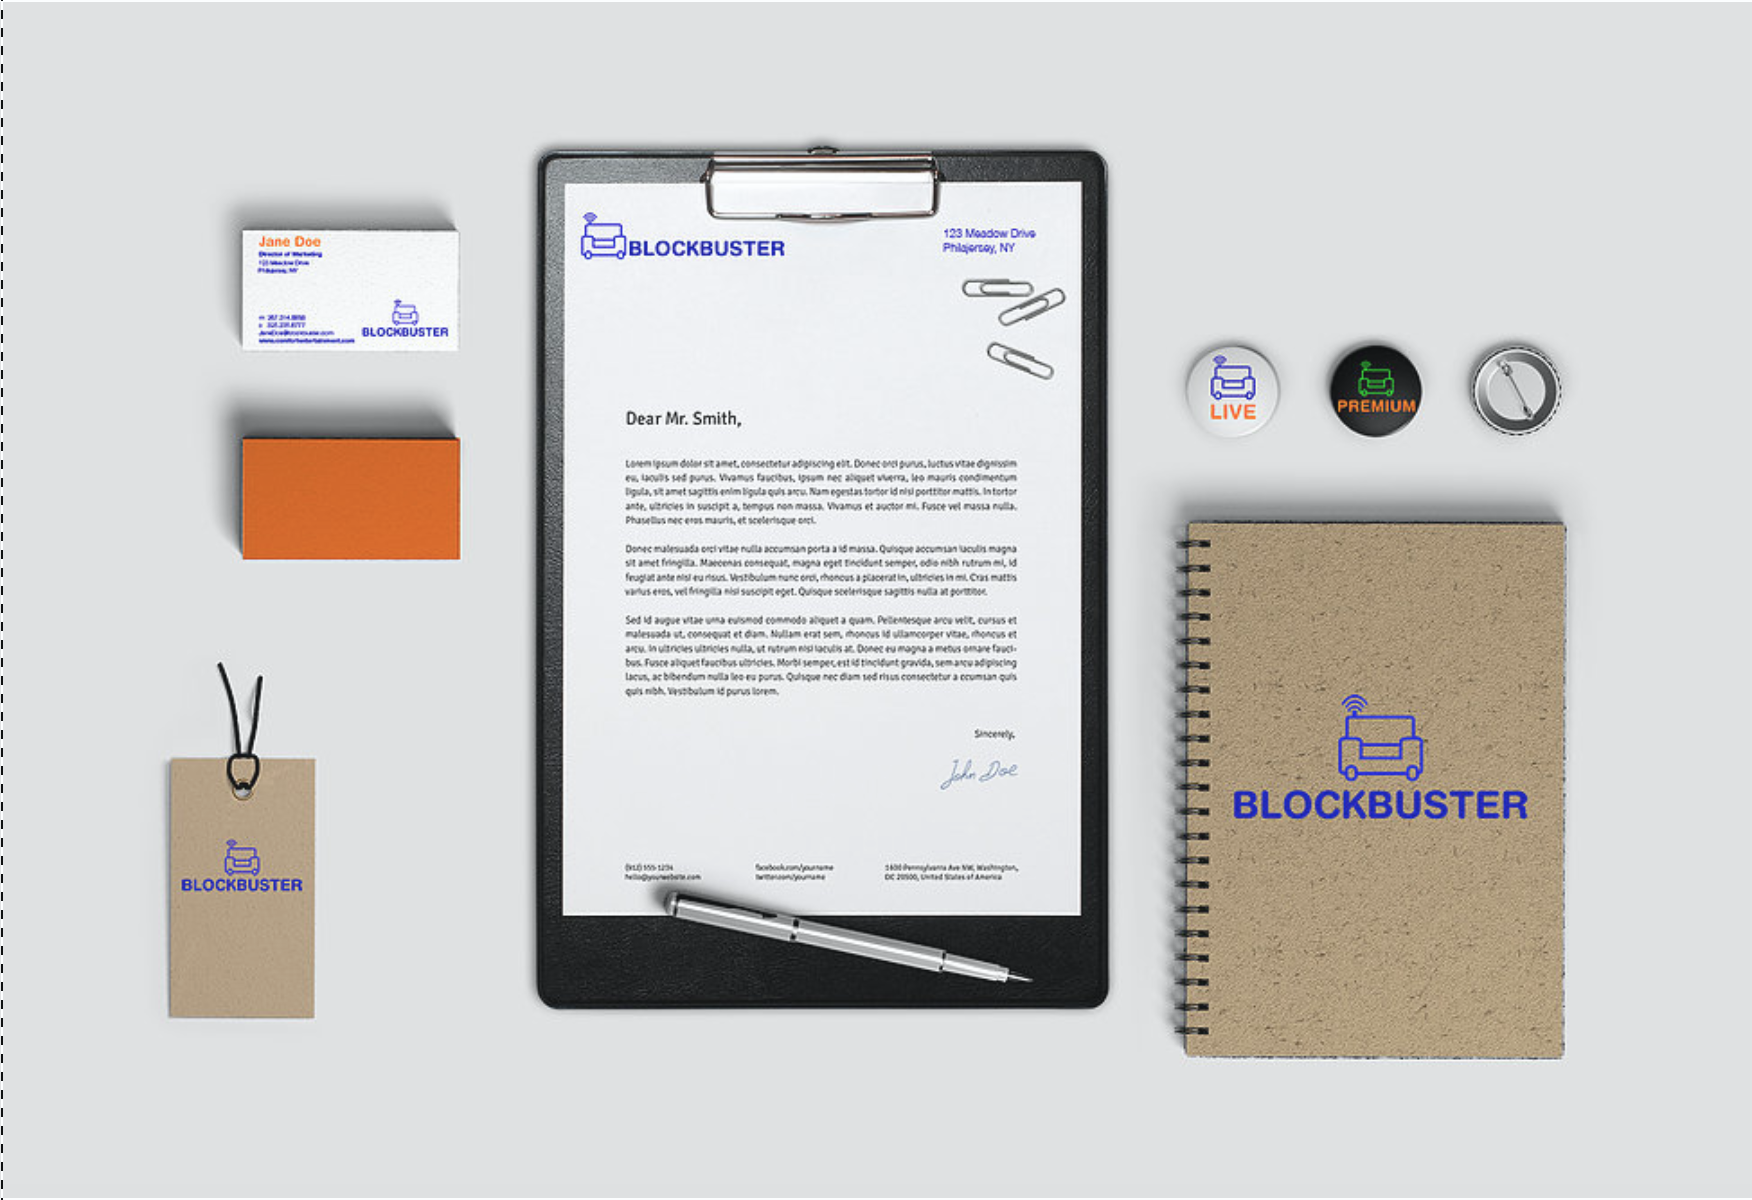 Jane Doe
Director of Marketing
123 Meadow Drive
Philajersey, NY
JaneDoe@blockbuster.com
BLOCKBUSTER
BLOCKBUSTER
123 Meadow Drive
Philajersey, NY
Dear Mr. Smith,
Lorem ipsum dolor sit amet, consectetur adipiscing elit. Donec orci purus, luctus vitae dignissim
eu, iaculis sed purus. Vivamus faucibus, ipsum nec aliquet viverra, leo mauris condimentum
ligula, sit amet sagittis enim ligula quis arcu. Nam egestas tortor id nisi porttitor mattis. In tortor
ante, ultricies in suscipit a, tempus non massa. Vivamus et auctor mi. Fusce vel massa nulla.
Phasellus nec eros mauris, et scelerisque orci.
Donec malesuada orci vitae nulla accumsan porta a id massa. Quisque accumsan iaculis magna
sit amet fringilla. Maecenas consequat, magna eget tincidunt semper, odio nibh rutrum mi, id
feugiat ante nisl eu risus. Vestibulum nunc orci, rhoncus a placerat in, ultricies in mi. Cras mattis
varius eros, vel fringilla nisi suscipit eget. Quisque scelerisque sagittis nulla at porttitor.
Sed id augue vitae urna euismod commodo aliquet a quam. Pellentesque arcu velit, cursus et
malesuada ut, consequat et diam. Nullam erat sem, rhoncus id ullamcorper vitae, rhoncus et
arcu. In ultricies ultricies nulla, ut rutrum nisi iaculis at. Donec eu magna a metus ornare fauci-
bus. Fusce aliquet faucibus ultricies. Morbi semper, est id tincidunt gravida, sem arcu adipiscing
lacus, ac bibendum nulla leo eu purus. Quisque nec diam sed risus consectetur a ccumsan quis
quis nibh. Vestibulum id purus lorem.
Sincerely,
John Doe
(912) 555-1234
hello@yourwebsite.com
facebook.com/yourname
twitter.com/yourname
1600 Pennsylvania Ave NW, Washington,
DC 20500, United States of America
LIVE
PREMIUM
BLOCKBUSTER
BLOCKBUSTER